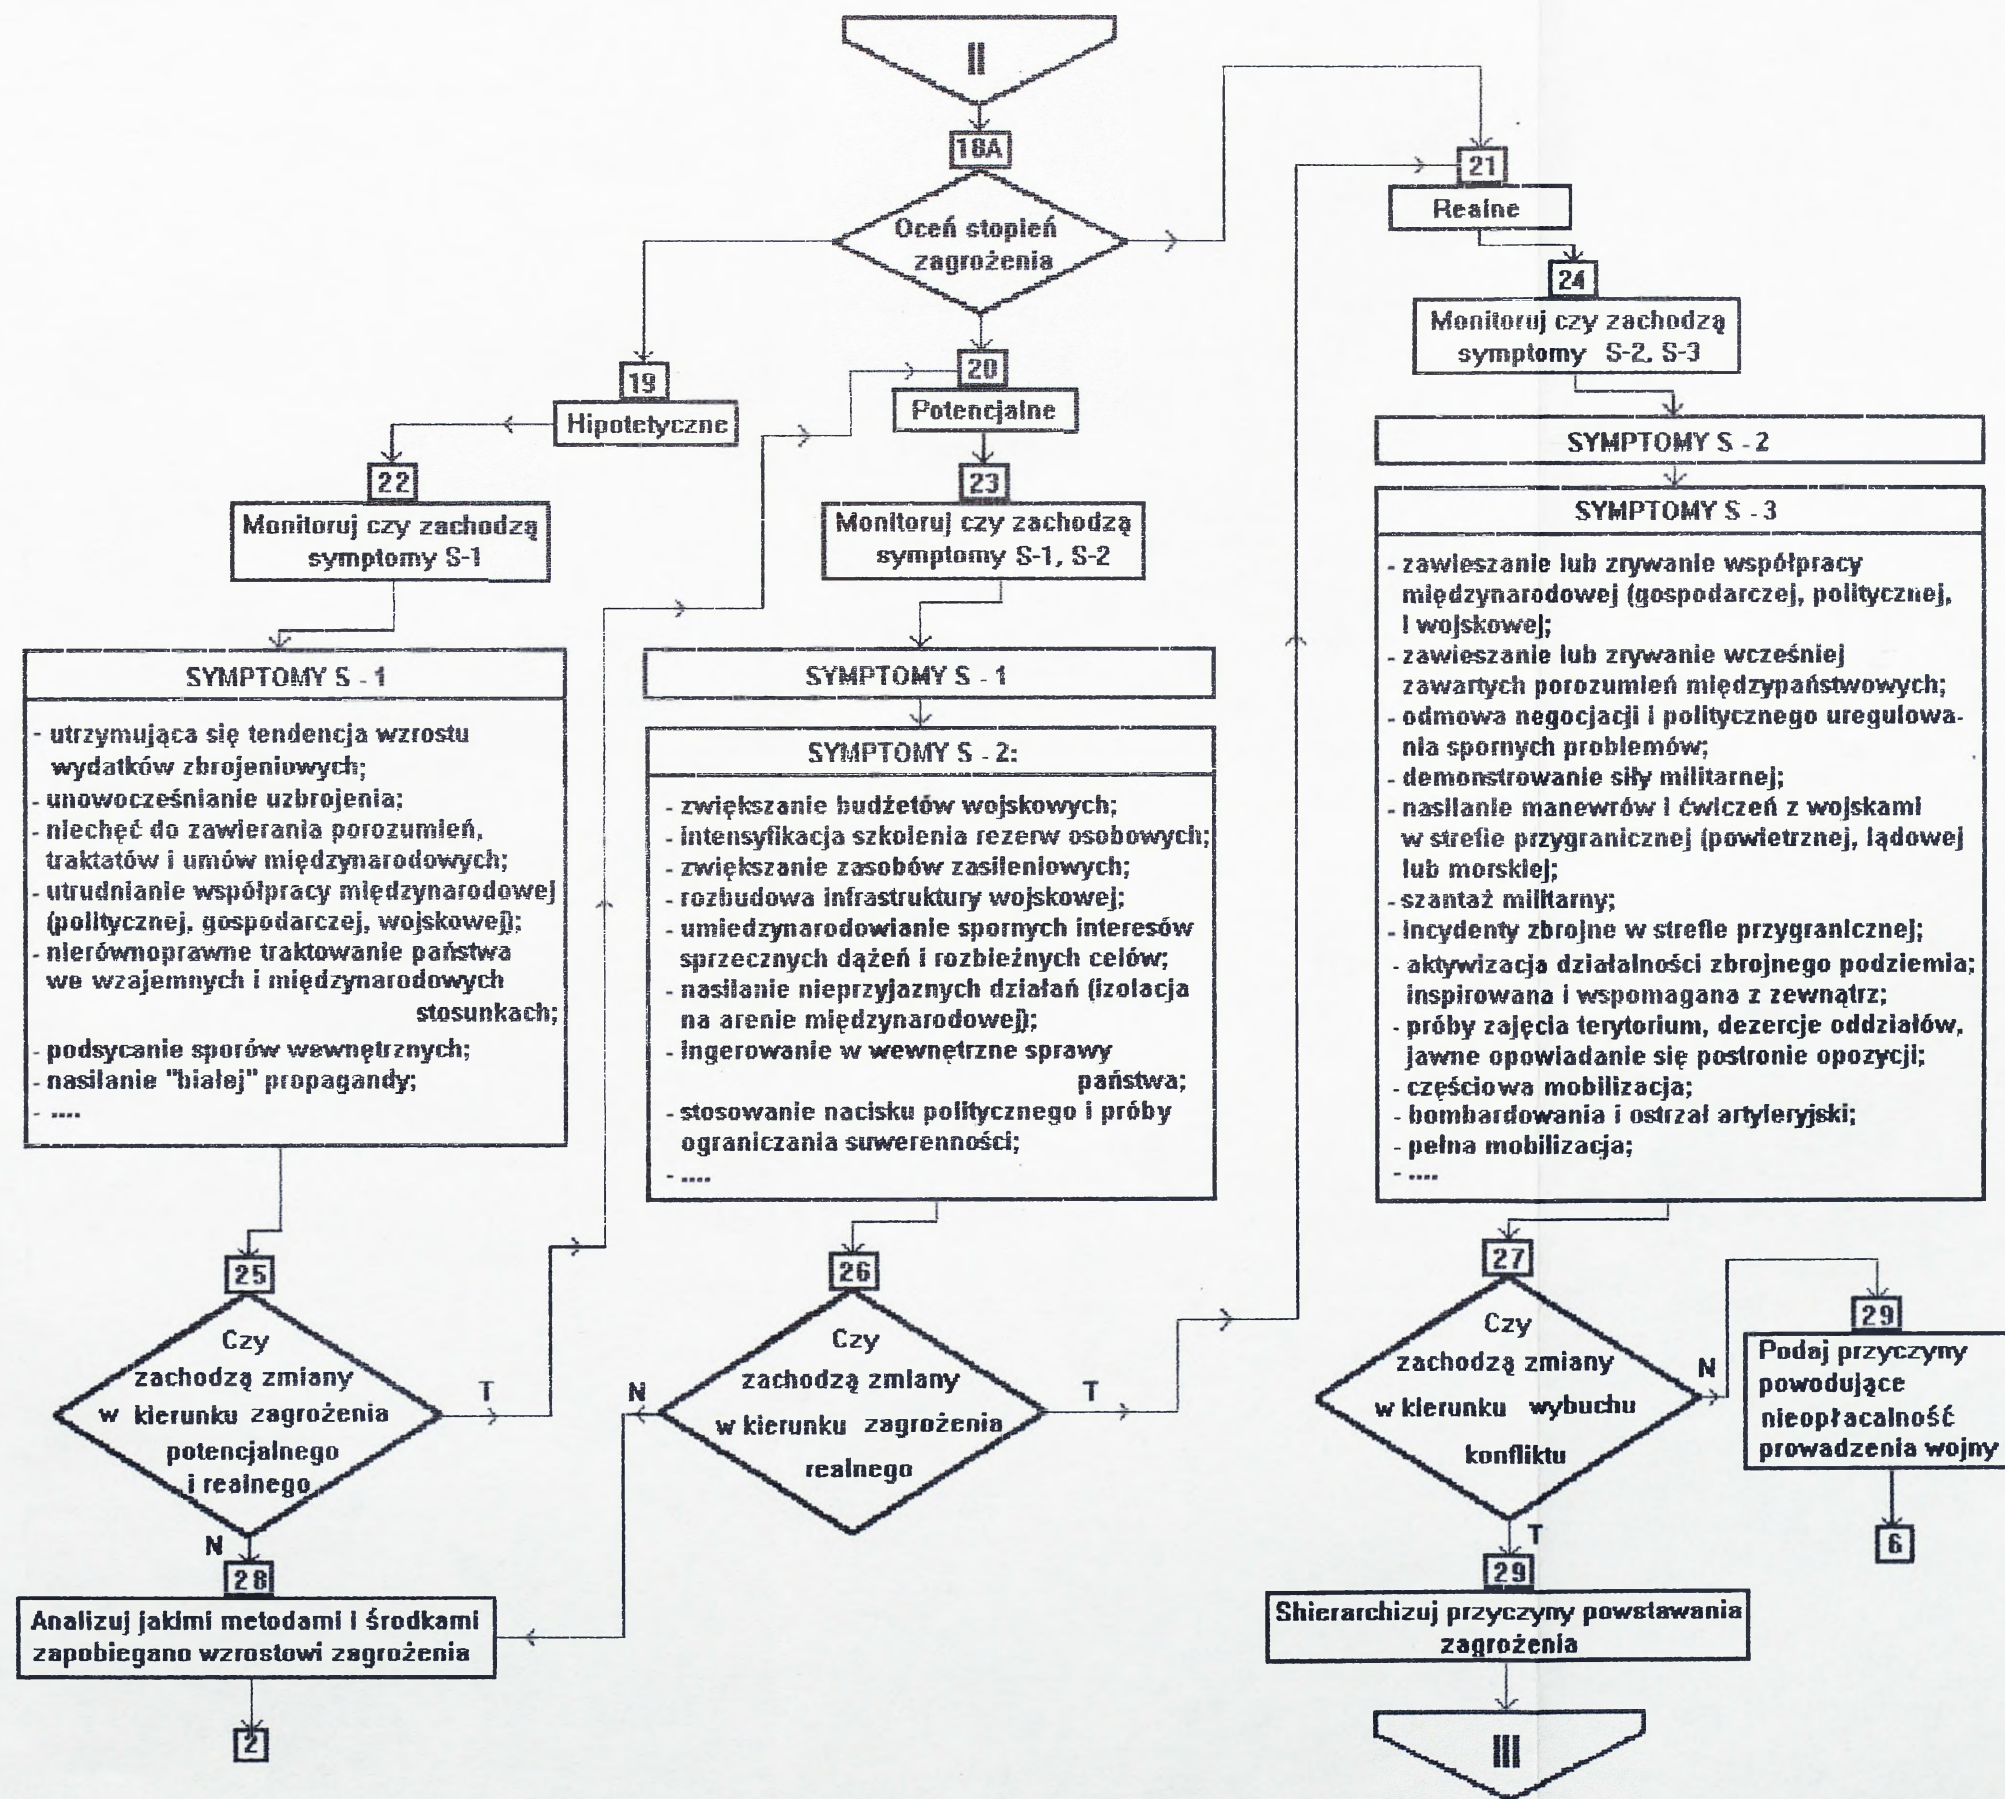 II
18A
Oceń stopień
zagrożenia
19
Hipotetyczne
20
Potencjalne
21
Realne
22
Monitoruj czy zachodzą
symptomy S-1
23
Monitoruj czy zachodzą
symptomy S-1, S-2
24
Monitoruj czy zachodzą
symptomy S-2, S-3
SYMPTOMY S - 1
- utrzymująca się tendencja wzrostu
wydatków zbrojeniowych;
- unowocześnianie uzbrojenia;
- niechęć do zawierania porozumień,
traktatów i umów międzynarodowych;
- utrudnianie współpracy międzynarodowej
(politycznej, gospodarczej, wojskowej);
- nierównoprawne traktowanie państwa
we wzajemnych i międzynarodowych
stosunkach;
- podsycanie sporów wewnętrznych;
- nasilanie "białej" propagandy;
- ....
SYMPTOMY S - 1
SYMPTOMY S - 2:
- zwiększanie budżetów wojskowych;
- intensyfikacja szkolenia rezerw osobowych;
- zwiększanie zasobów zasileniowych;
- rozbudowa infrastruktury wojskowej;
- umiedzynarodowianie spornych interesów
sprzecznych dążeń i rozbieżnych celów;
- nasilanie nieprzyjaznych działań (izolacja
na arenie międzynarodowej);
- ingerowanie w wewnętrzne sprawy
państwa;
- stosowanie nacisku politycznego i próby
ograniczania suwerenności;
- ....
SYMPTOMY S - 2
SYMPTOMY S - 3
- zawieszanie lub zrywanie współpracy
międzynarodowej (gospodarczej, politycznej,
i wojskowej;
- zawieszanie lub zrywanie wcześniej
zawartych porozumień międzypaństwowych;
- odmowa negocjacji i politycznego uregulowa-
nia spornych problemów;
- demonstrowanie siły militarnej;
- nasilanie manewrów i ćwiczeń z wojskami
w strefie przygranicznej (powietrznej, lądowej
lub morskiej;
- szantaż militarny;
- incydenty zbrojne w strefie przygranicznej;
- aktywizacja działalności zbrojnego podziemia;
inspirowana i wspomagana z zewnątrz;
- próby zajęcia terytorium, dezercje oddziałów,
jawne opowiadanie się postronie opozycji;
- częściowa mobilizacja;
- bombardowania i ostrzał artyleryjski;
- pełna mobilizacja;
- ....
25
Czy
zachodzą zmiany
w kierunku zagrożenia
potencjalnego
i realnego
T
N
26
Czy
zachodzą zmiany
w kierunku zagrożenia
realnego
N
T
27
Czy
zachodzą zmiany
w kierunku wybuchu
konfliktu
N
T
29
Podaj przyczyny
powodujące
nieopłacalność
prowadzenia wojny
6
28
Analizuj jakimi metodami i środkami
zapobiegano wzrostowi zagrożenia
2
29
Shierarchizuj przyczyny powstawania
zagrożenia
III